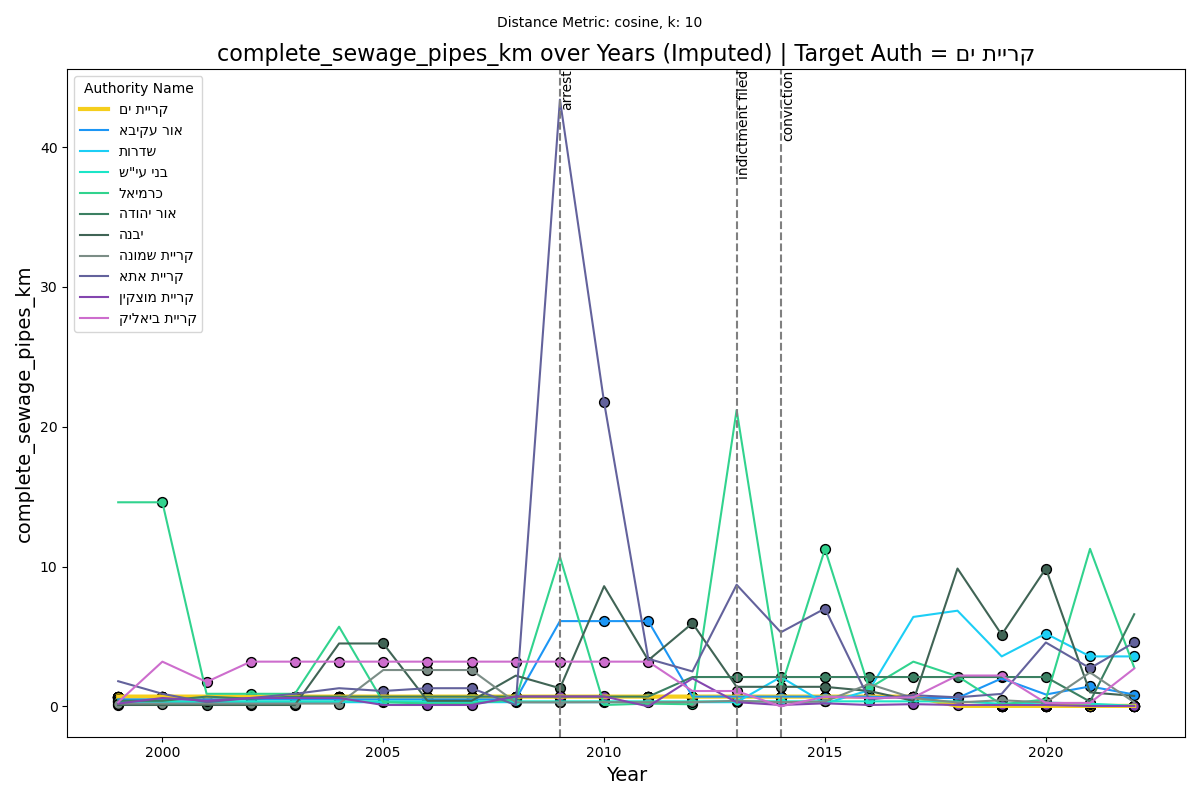 Distance Metric: cosine, k: 10
complete_sewage_pipes_km over Years (Imputed) | Target Auth = קריית ים
Authority Name
קריית ים
אור עקיבא
שדרות
בני עי"ש
כרמיאל
אור יהודה
יבנה
קריית שמונה
קריית אתא
קריית מוצקין
קריית ביאליק
arrest
indictment filed
conviction
complete_sewage_pipes_km
40
30
20
10
0
2000
2005
2010
2015
2020
Year